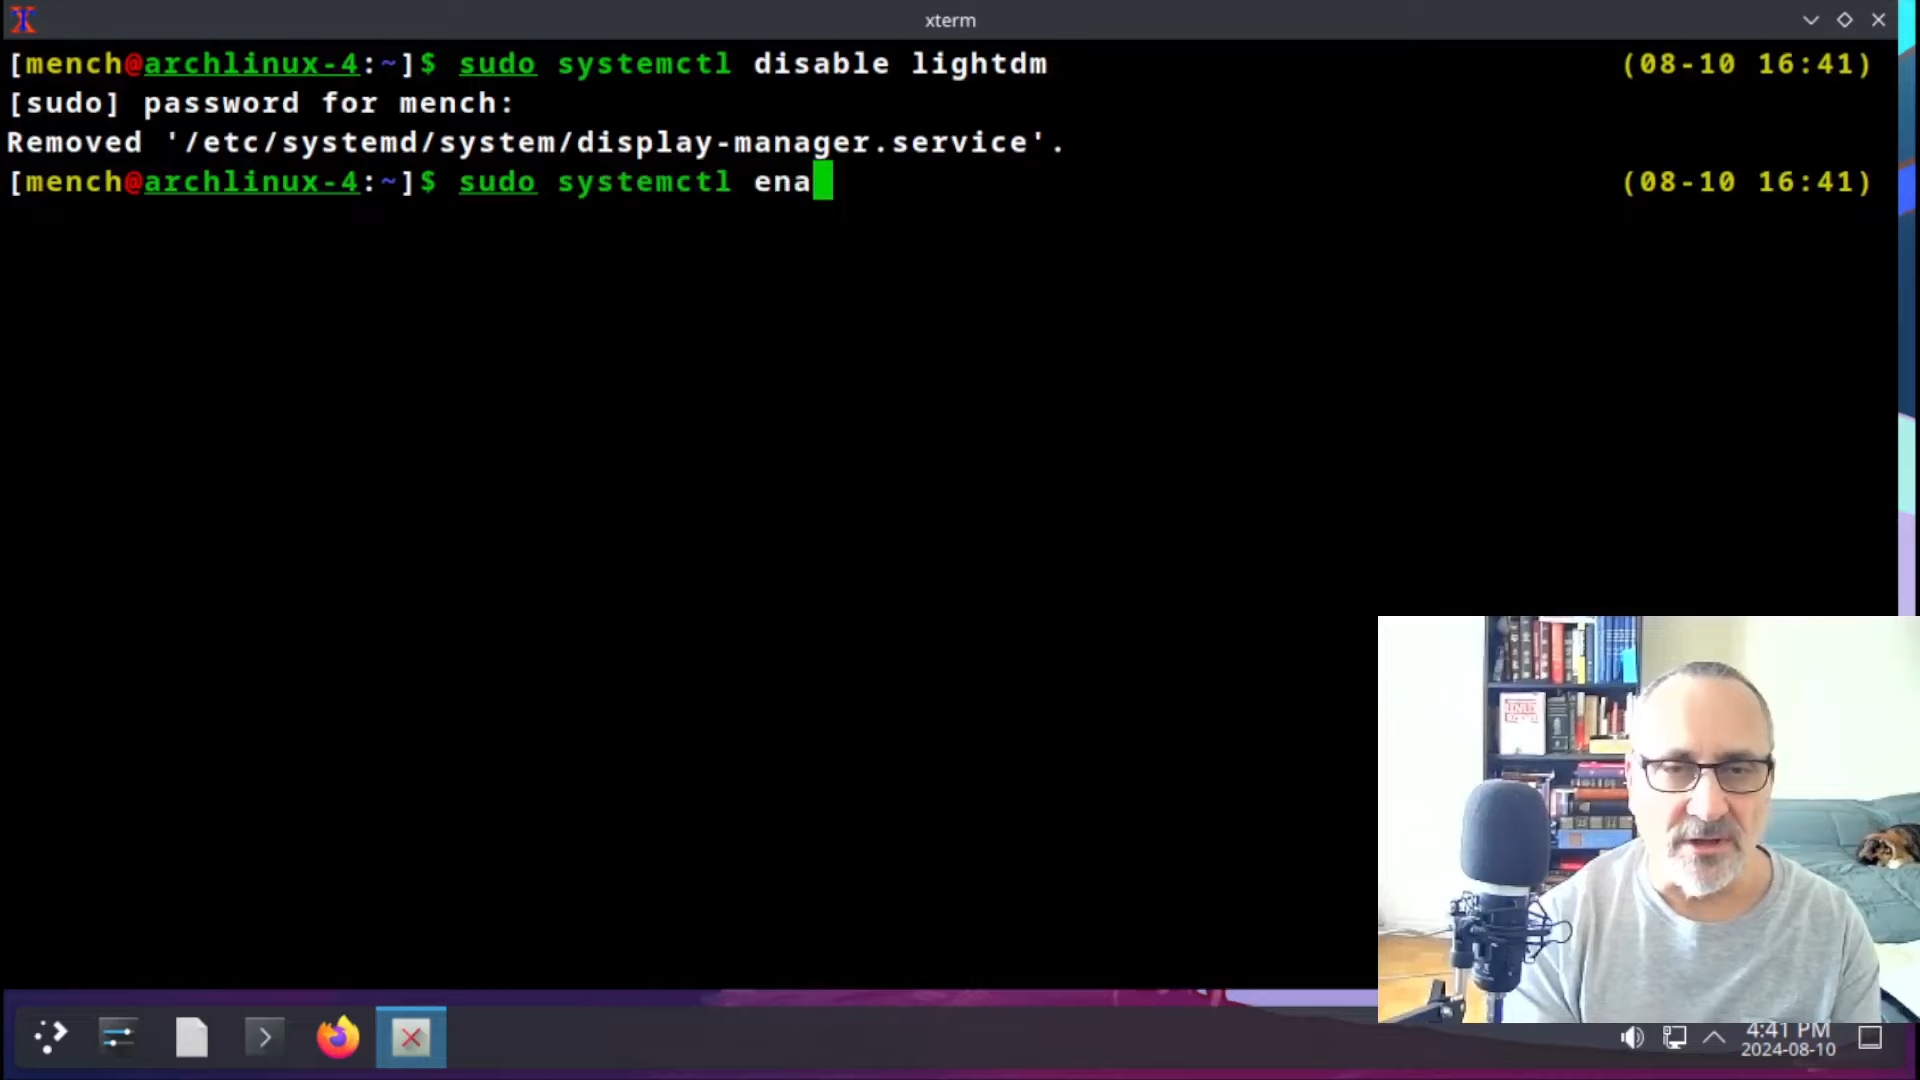 xterm
[mench@archlinux-4:~]$ sudo systemctl disable lightdm (08-10 16:41)
[sudo] password for mench:
Removed '/etc/systemd/system/display-manager.service'.
[mench@archlinux-4:~]$ sudo systemctl ena (08-10 16:41)
4:41 PM
2024-08-10